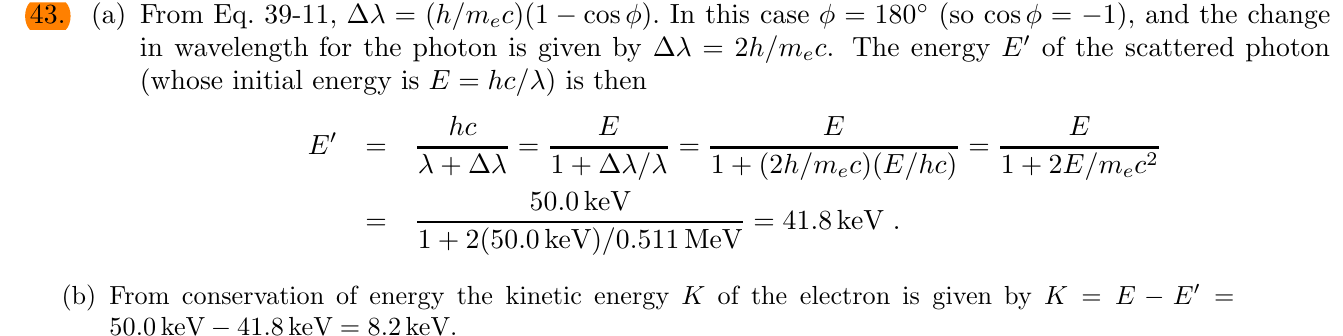 43. (a) From Eq. 39-11, Δλ = (h/mₑc)(1 − cos ϕ). In this case ϕ = 180° (so cos ϕ = −1), and the change
in wavelength for the photon is given by Δλ = 2h/mₑc. The energy E′ of the scattered photon
(whose initial energy is E = hc/λ) is then
E′ = hc / (λ + Δλ) = E / (1 + Δλ/λ) = E / (1 + (2h/mₑc)(E/hc)) = E / (1 + 2E/mₑc²)
= 50.0 keV / (1 + 2(50.0 keV)/0.511 MeV) = 41.8 keV .
(b) From conservation of energy the kinetic energy K of the electron is given by K = E − E′ =
50.0 keV − 41.8 keV = 8.2 keV.